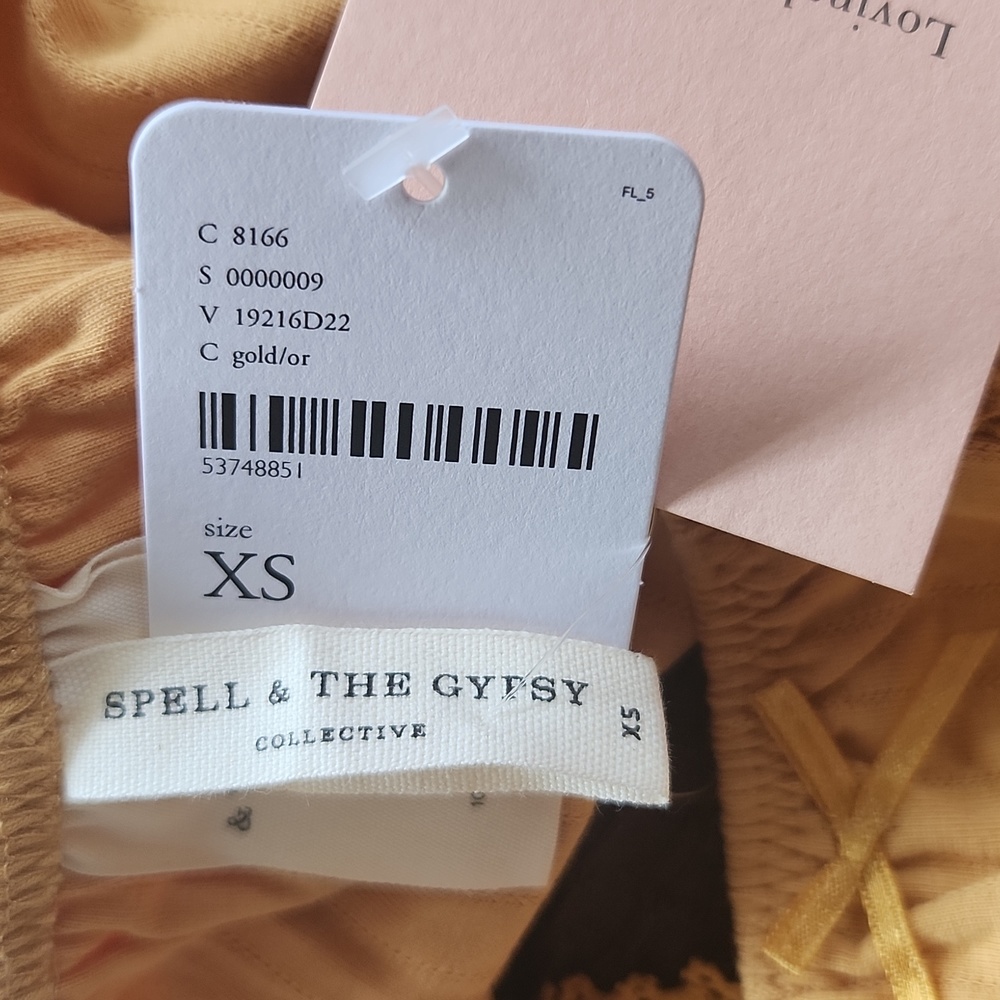 FL_5
C 8166
S 0000009
V 19216D22
C gold/or
53748851
size
XS
SPELL & THE GYPSY
COLLECTIVE
XS
&